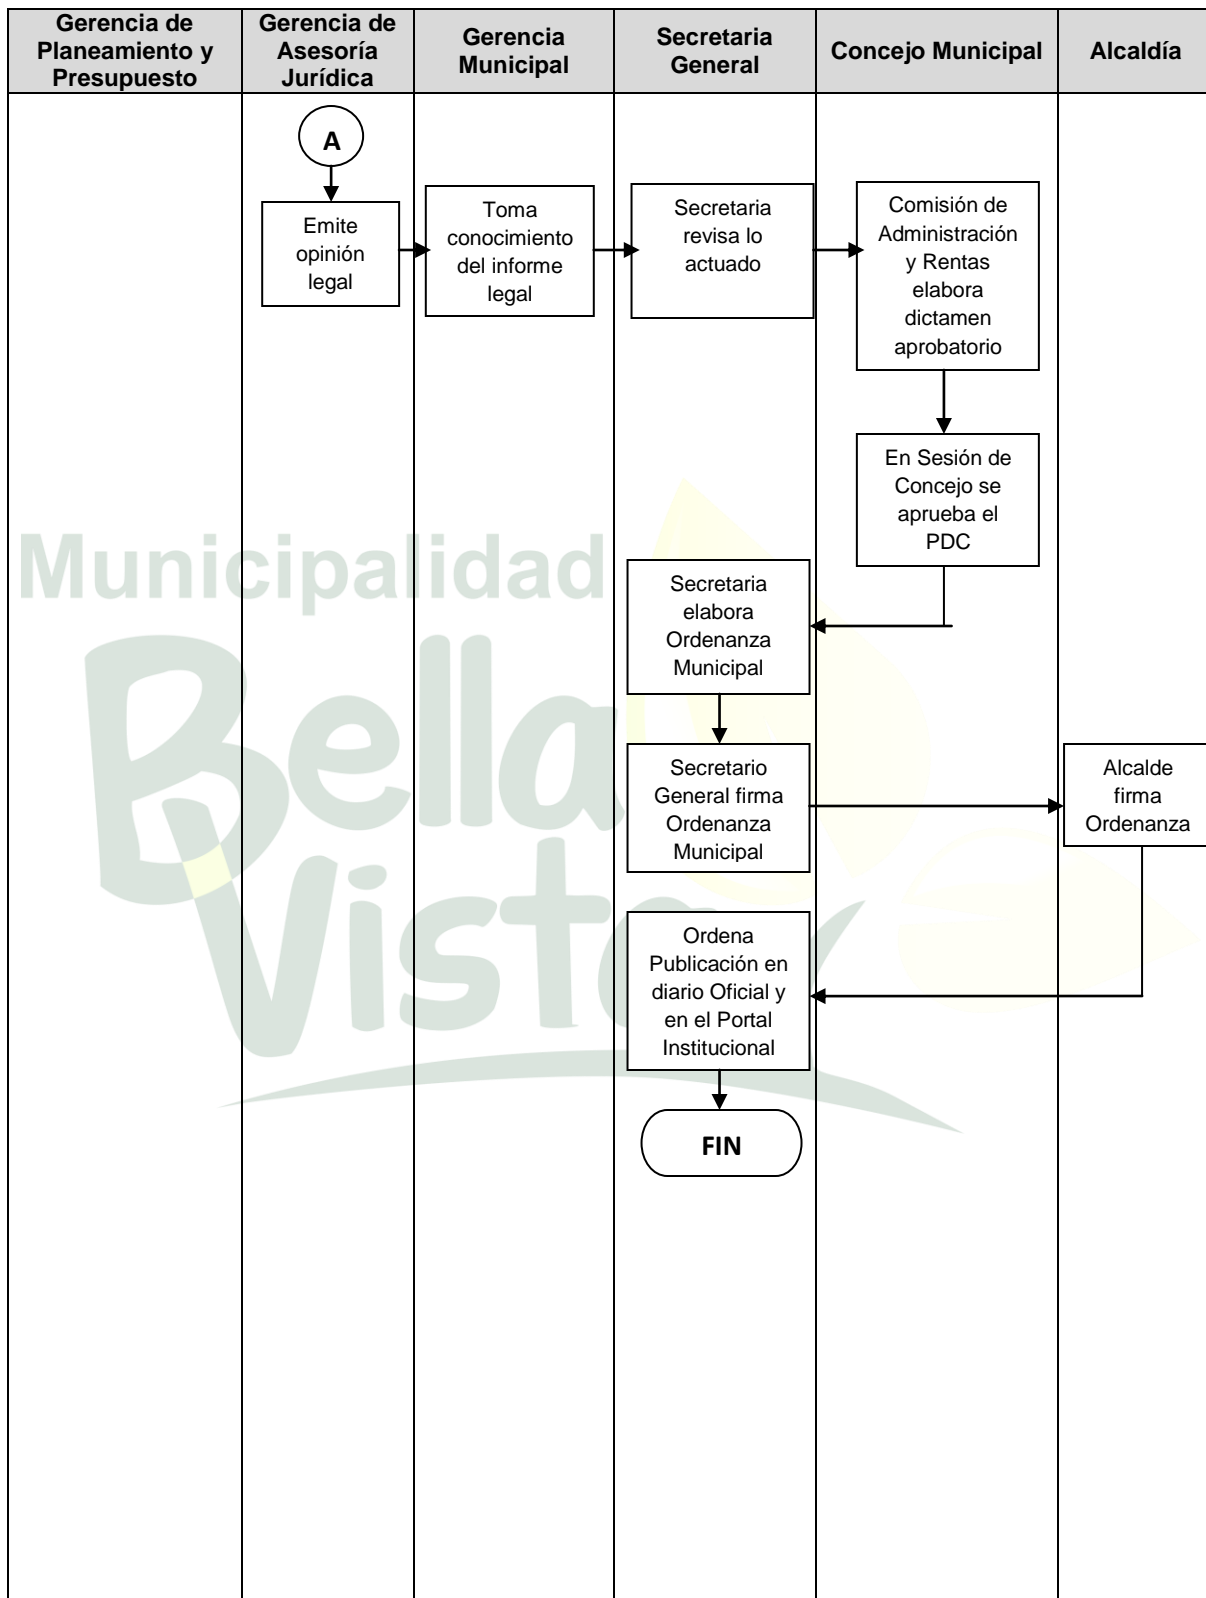 Gerencia de
Planeamiento y
Presupuesto
Gerencia de
Asesoría
Jurídica
Gerencia
Municipal
Secretaria
General
Concejo Municipal
Alcaldía
A
Emite
opinión
legal
Toma
conocimiento
del informe
legal
Secretaria
revisa lo
actuado
Comisión de
Administración
y Rentas
elabora
dictamen
aprobatorio
En Sesión de
Concejo se
aprueba el
PDC
Secretaria
elabora
Ordenanza
Municipal
Secretario
General firma
Ordenanza
Municipal
Alcalde
firma
Ordenanza
Ordena
Publicación en
diario Oficial y
en el Portal
Institucional
FIN
Municipalidad
Bella
Vista